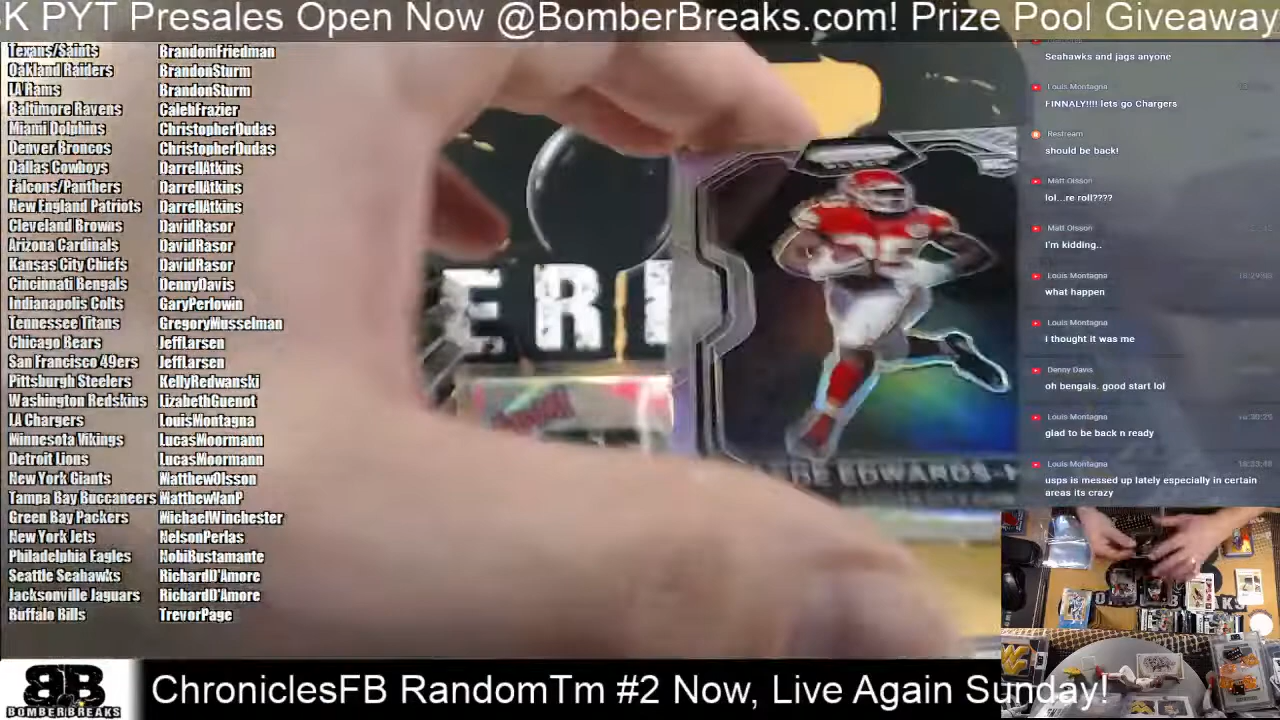 K PYT Presales Open Now @BomberBreaks.com! Prize Pool Giveaway
Texans/Saints BrandonFriedman
Oakland Raiders BrandonSturm
LA Rams BrandonSturm
Baltimore Ravens CalebFrazier
Miami Dolphins ChristopherDudas
Denver Broncos ChristopherDudas
Dallas Cowboys DarrellAtkins
Falcons/Panthers DarrellAtkins
New England Patriots DarrellAtkins
Cleveland Browns DavidRasor
Arizona Cardinals DavidRasor
Kansas City Chiefs DavidRasor
Cincinnati Bengals DennyDavis
Indianapolis Colts GaryPerlowin
Tennessee Titans GregoryMusselman
Chicago Bears JeffLarsen
San Francisco 49ers JeffLarsen
Pittsburgh Steelers KellyRedwanski
Washington Redskins LizabethGuenot
LA Chargers LouisMontagna
Minnesota Vikings LucasMoormann
Detroit Lions LucasMoormann
New York Giants MatthewOlsson
Tampa Bay Buccaneers MatthewVanP
Green Bay Packers MichaelWinchester
New York Jets NelsonPerlas
Philadelphia Eagles NobiBustamante
Seattle Seahawks RichardD'Amore
Jacksonville Jaguars RichardD'Amore
Buffalo Bills TrevorPage
ERI
EDWARDS-H
Seahawks and jags anyone
Louis Montagna
FINNALY!!!! lets go Chargers
Restream
should be back!
Matt Olsson
lol...re roll????
Matt Olsson
I'm kidding..
Louis Montagna
what happen
Louis Montagna
i thought it was me
Denny Davis
oh bengals. good start lol
Louis Montagna
glad to be back n ready
Louis Montagna
usps is messed up lately especially in certain
areas its crazy
BB
BOMBERBREAKS
ChroniclesFB RandomTm #2 Now, Live Again Sunday!